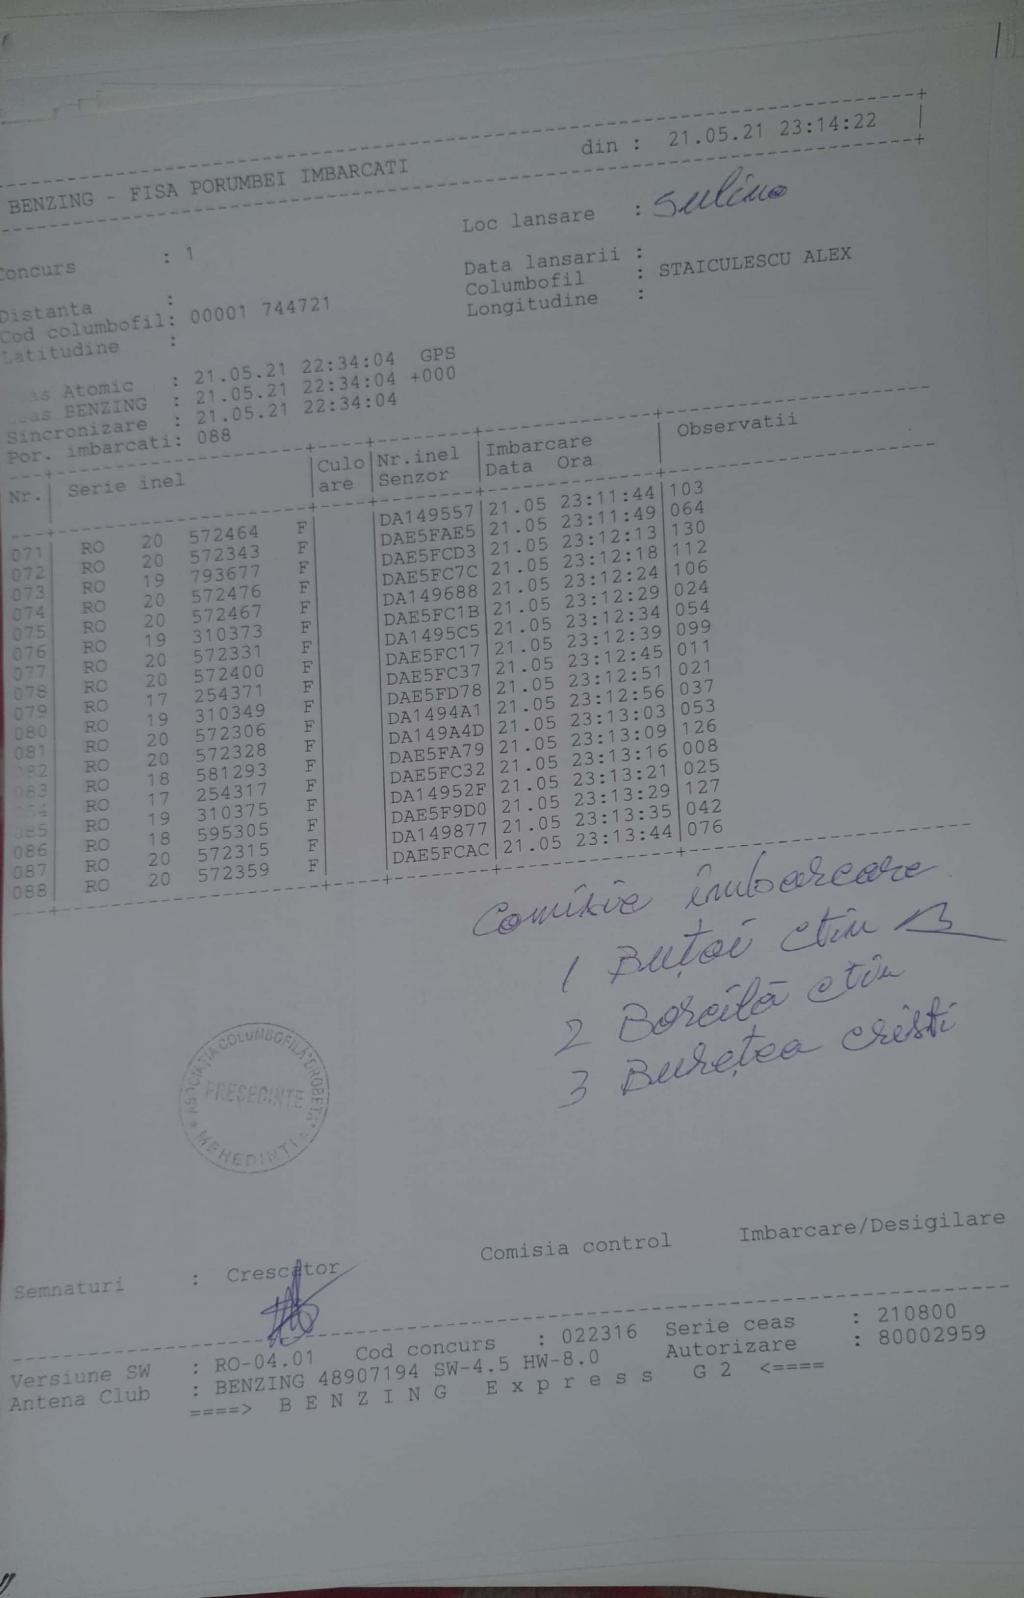 BENZING - FISA PORUMBEI IMBARCATI din : 21.05.21 23:14:22
Concurs : 1 Loc lansare : Sulina
Distanta : Data lansarii :
Cod columbofil: 00001 744721 Columbofil : STAICULESCU ALEX
Latitudine : Longitudine :
Atomic : 21.05.21 22:34:04 GPS
BENZING : 21.05.21 22:34:04 +000
Sincronizare : 21.05.21 22:34:04
Por. imbarcati: 088
Nr. Serie inel Culo Nr.inel Imbarcare Observatii
are Senzor Data Ora
071 RO 20 572464 F DA149557 21.05 23:11:44 103
072 RO 20 572343 F DAE5FAE5 21.05 23:11:49 064
073 RO 19 793677 F DAE5FCD3 21.05 23:12:13 130
074 RO 20 572476 F DAE5FC7C 21.05 23:12:18 112
075 RO 20 572467 F DA149688 21.05 23:12:24 106
076 RO 19 310373 F DAE5FC1B 21.05 23:12:29 024
077 RO 20 572331 F DA1495C5 21.05 23:12:34 054
078 RO 20 572400 F DAE5FC17 21.05 23:12:39 099
079 RO 17 254371 F DAE5FC37 21.05 23:12:45 011
080 RO 19 310349 F DAE5FD78 21.05 23:12:51 021
081 RO 20 572306 F DA1494A1 21.05 23:12:56 037
082 RO 20 572328 F DA149A4D 21.05 23:13:03 053
083 RO 18 581293 F DAE5FA79 21.05 23:13:09 126
084 RO 17 254317 F DAE5FC32 21.05 23:13:16 008
085 RO 19 310375 F DA14952F 21.05 23:13:21 025
086 RO 18 595305 F DAE5F9D0 21.05 23:13:29 127
087 RO 20 572315 F DA149877 21.05 23:13:35 042
088 RO 20 572359 F DAE5FCAC 21.05 23:13:44 076
Comisie îmbarcare
1 Buțoi Ctin
2 Borcilă Ctin
3 Burețea Cristi
ASOCIATIA COLUMBOFILA "DROBETA"
PRESEDINTE
* MEHEDINTI *
Semnaturi : Crescator Comisia control Imbarcare/Desigilare
Versiune SW : RO-04.01 Cod concurs : 022316 Serie ceas : 210800
Antena Club : BENZING 48907194 SW-4.5 HW-8.0 Autorizare : 80002959
====> B E N Z I N G E x p r e s s G 2 <====